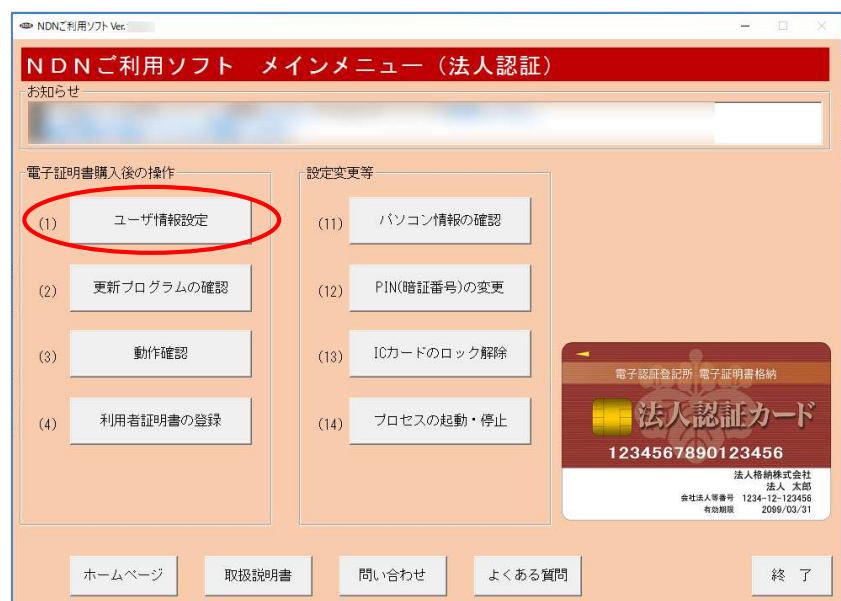 NDNご利用ソフト Ver.
NDNご利用ソフト メインメニュー（法人認証）
お知らせ
電子証明書購入後の操作
(1) ユーザ情報設定
(2) 更新プログラムの確認
(3) 動作確認
(4) 利用者証明書の登録
設定変更等
(11) パソコン情報の確認
(12) PIN(暗証番号)の変更
(13) ICカードのロック解除
(14) プロセスの起動・停止
電子認証登記所 電子証明書格納
法人認証カード
1234567890123456
法人格納株式会社
法人 太郎
会社法人等番号 1234-12-123456
有効期限 2099/03/31
ホームページ 取扱説明書 問い合わせ よくある質問 終 了